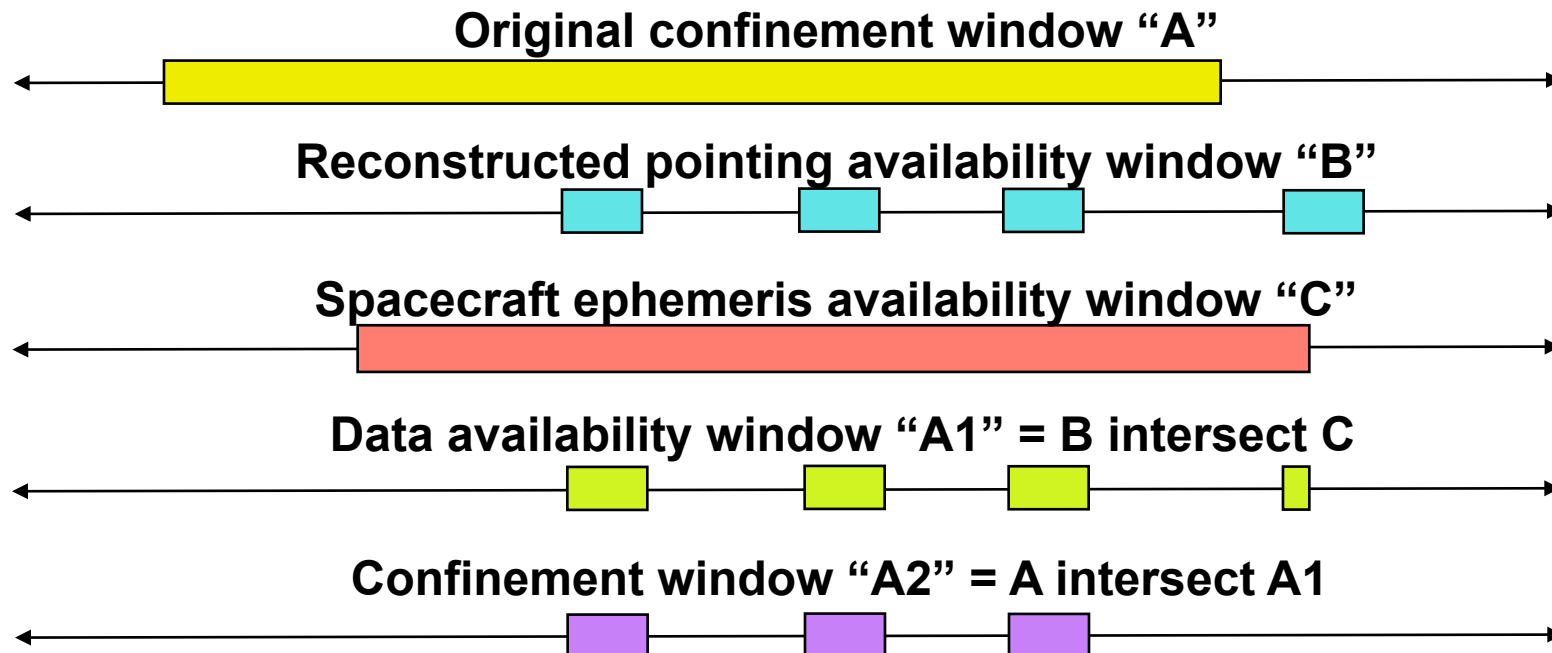 Original confinement window “A”
Reconstructed pointing availability window “B”
Spacecraft ephemeris availability window “C”
Data availability window “A1” = B intersect C
Confinement window “A2” = A intersect A1